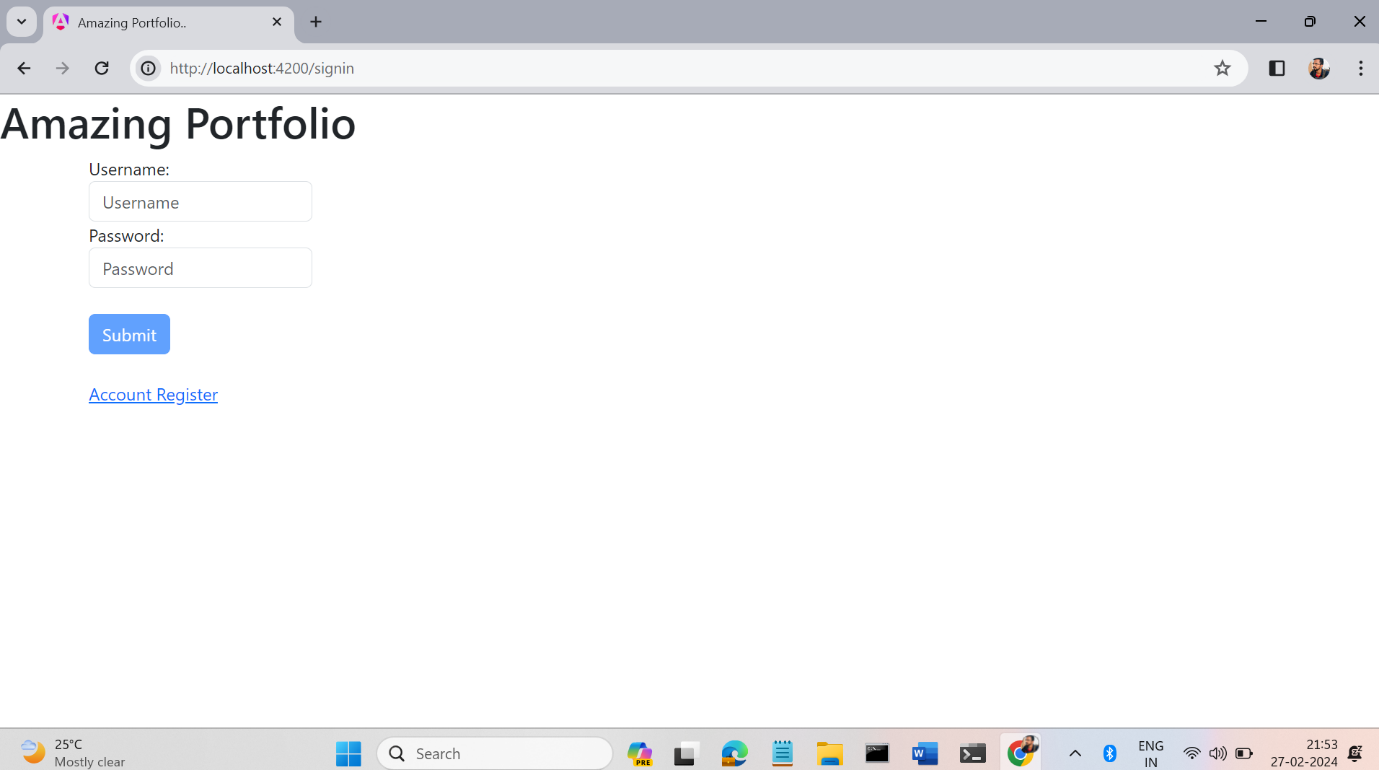 Amazing Portfolio..
http://localhost:4200/signin
Amazing Portfolio
Username:
Username
Password:
Password
Submit
Account Register
25°C
Mostly clear
Search
PRE
W
ENG
IN
21:53
27-02-2024